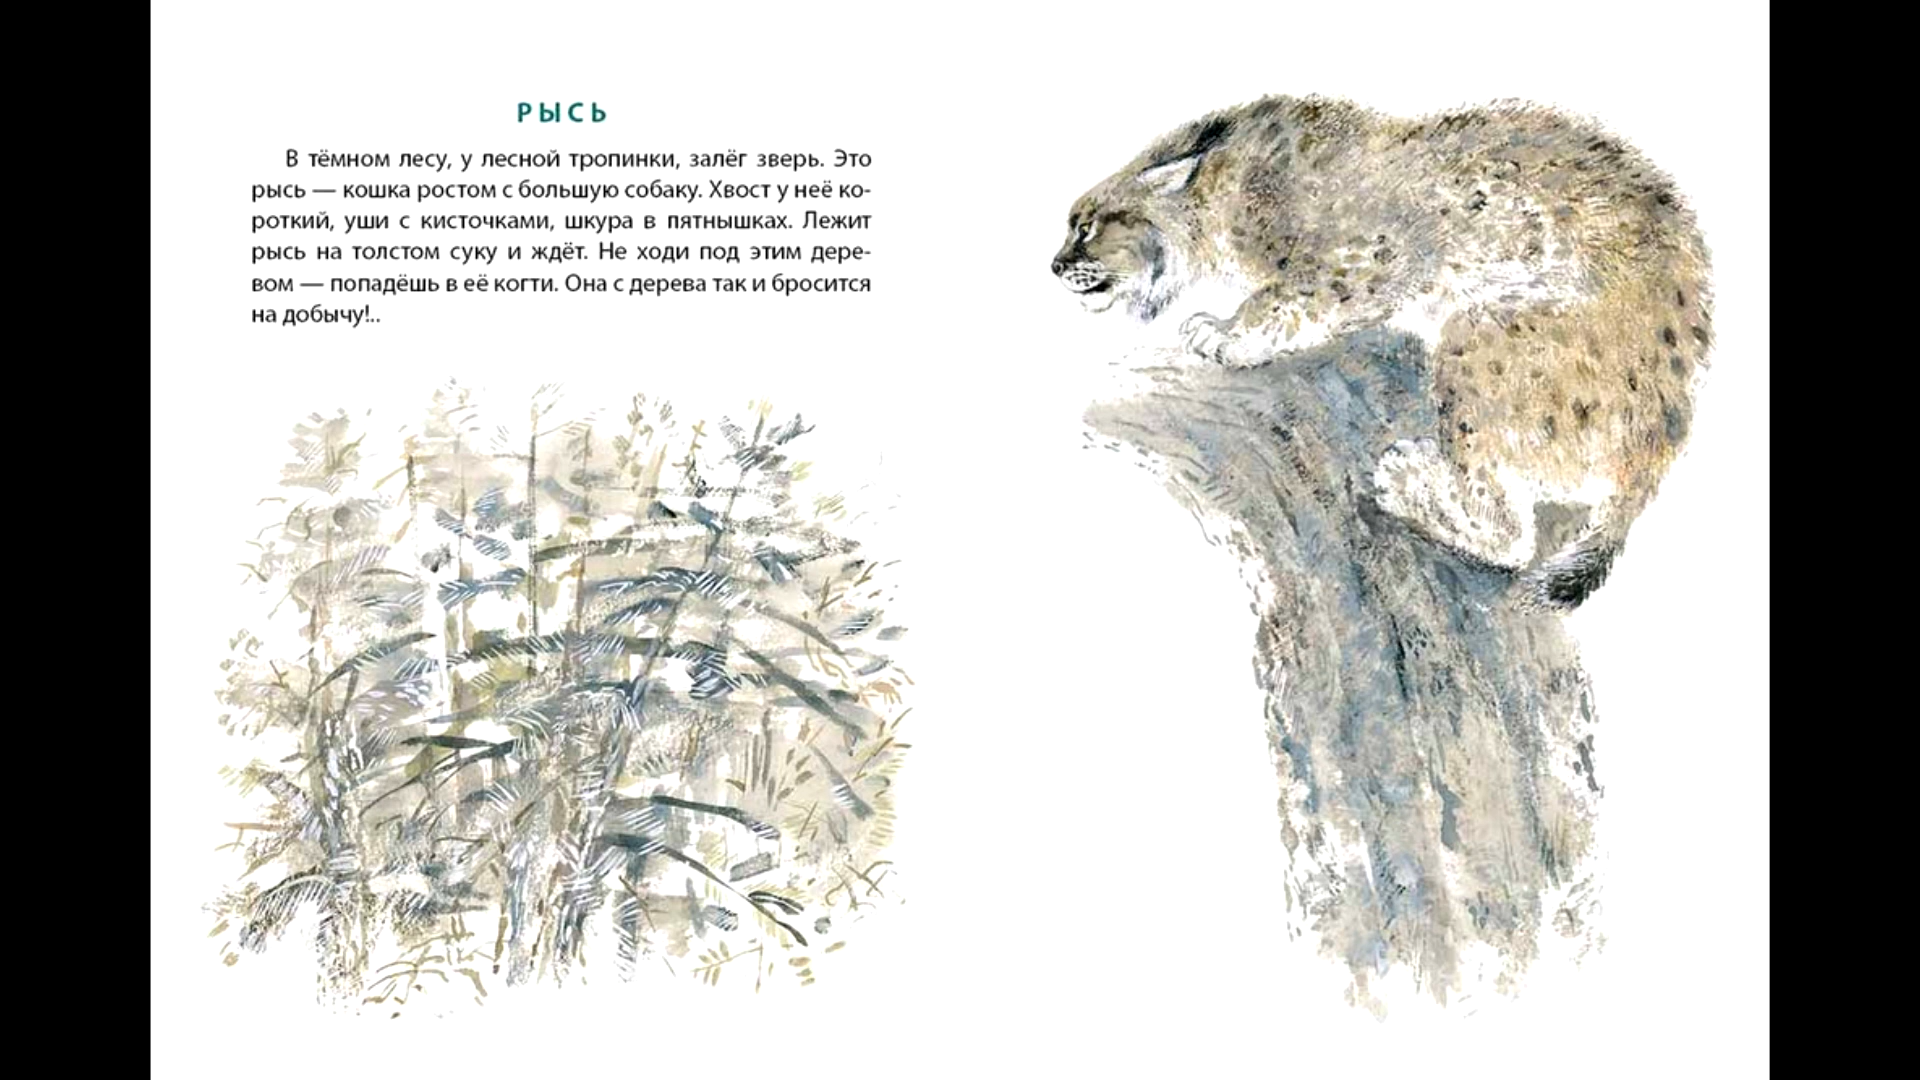 РЫСЬ
В тёмном лесу, у лесной тропинки, залёг зверь. Это
рысь — кошка ростом с большую собаку. Хвост у неё ко-
роткий, уши с кисточками, шкура в пятнышках. Лежит
рысь на толстом суку и ждёт. Не ходи под этим дере-
вом — попадёшь в её когти. Она с дерева так и бросится
на добычу!..